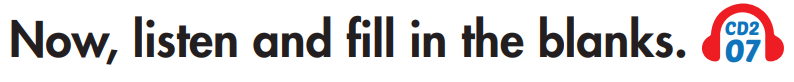 Now, listen and fill in the blanks. CD2
07